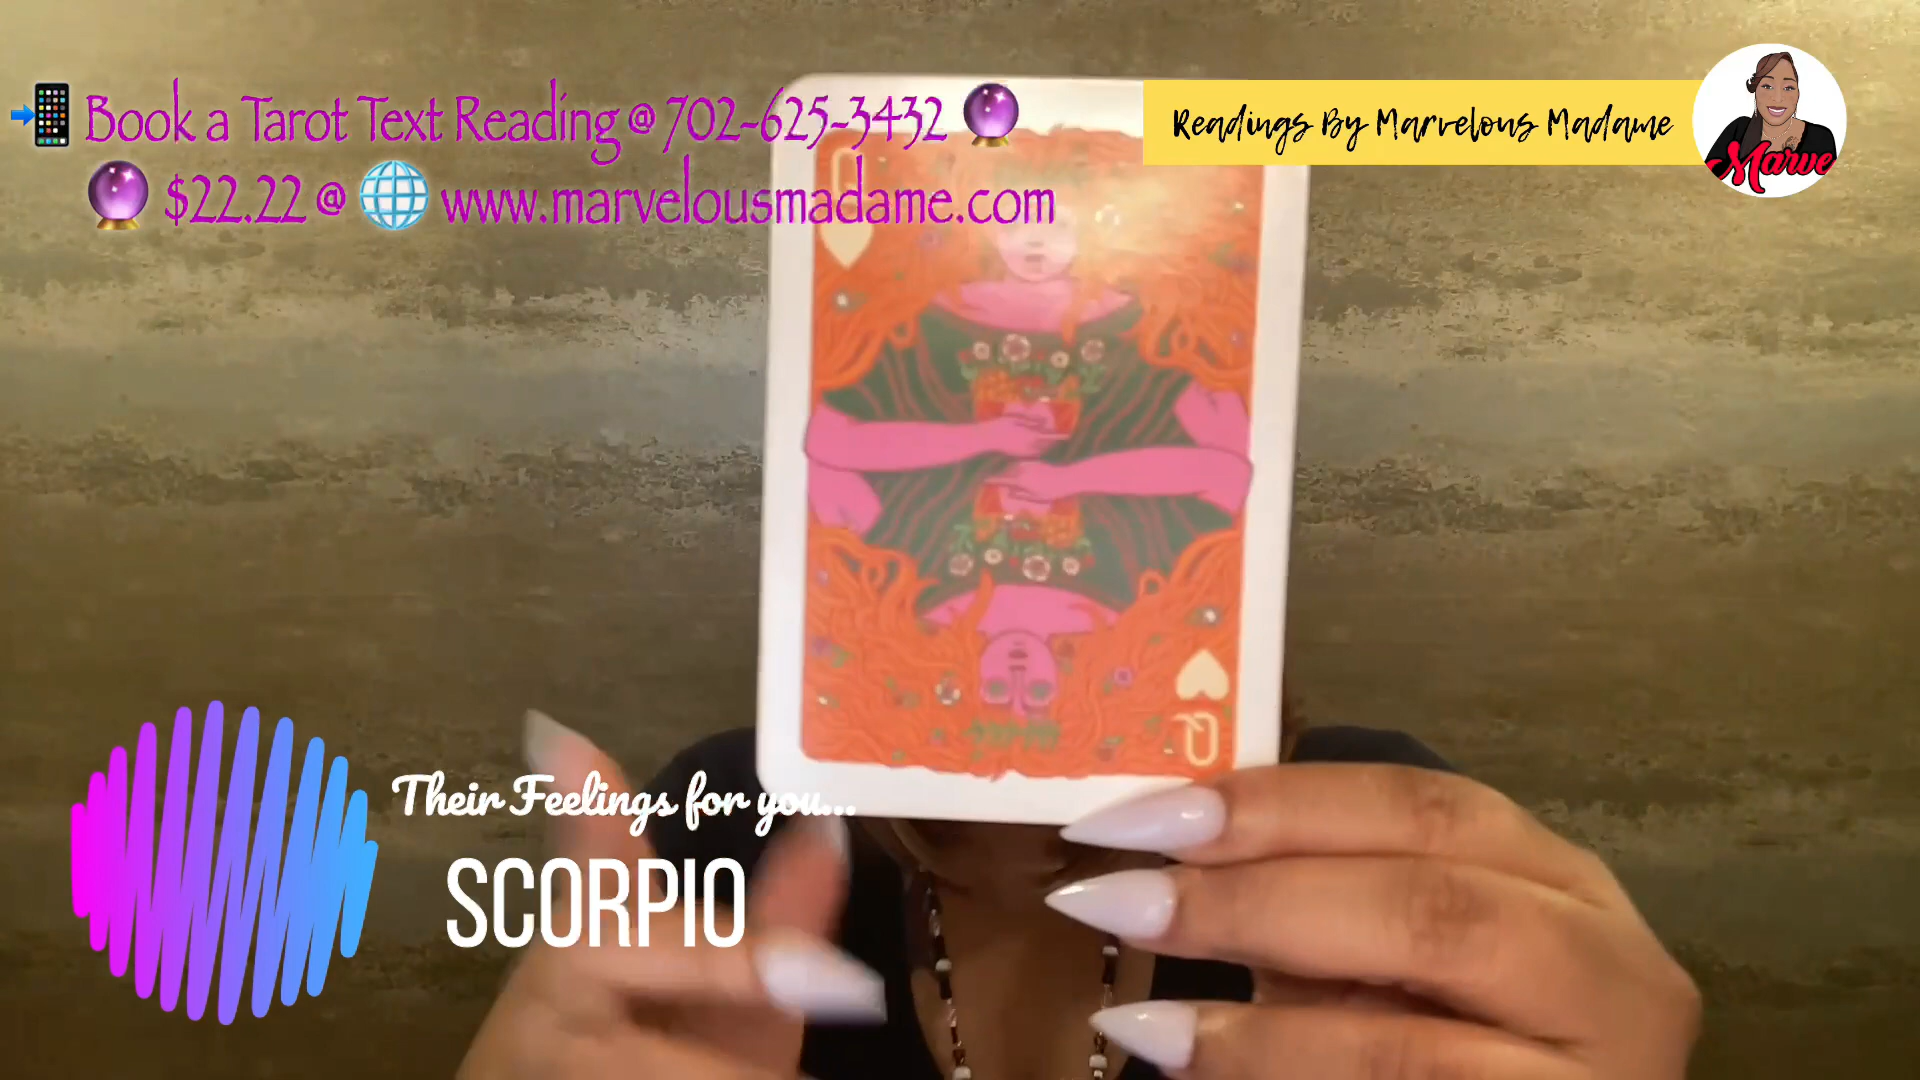 Book a Tarot Text Reading @ 702-625-3432
$22.22 @ www.marvelousmadame.com
Readings By Marvelous Madame
Marve
Q
Their Feelings for you...
SCORPIO
Q